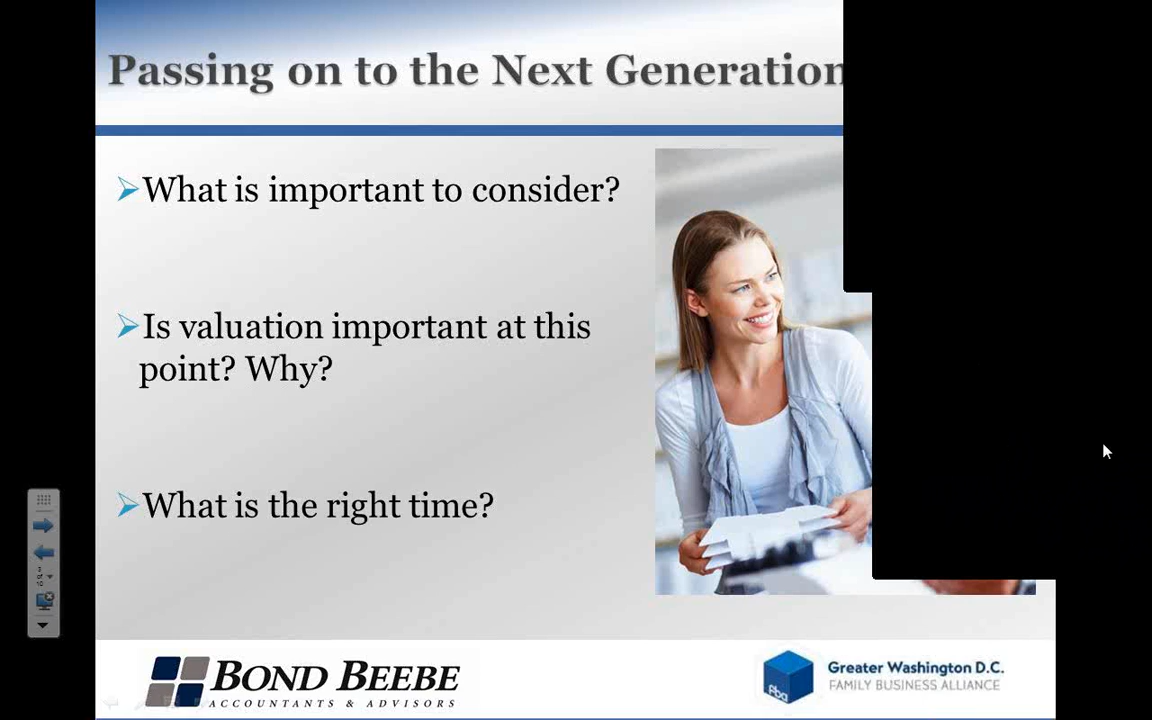 Passing on to the Next Generation
What is important to consider?
Is valuation important at this
point? Why?
What is the right time?
BOND BEEBE
ACCOUNTANTS & ADVISORS
fba
Greater Washington D.C.
FAMILY BUSINESS ALLIANCE